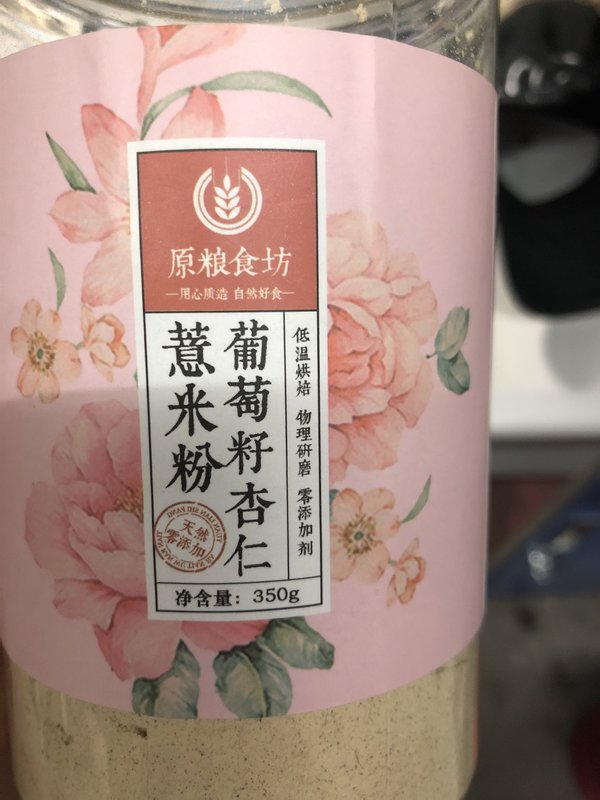 原粮食坊
—用心质造 自然好食—
葡萄籽杏仁
薏米粉
低温烘焙 物理研磨 零添加剂
天然
零添加
净含量：350g